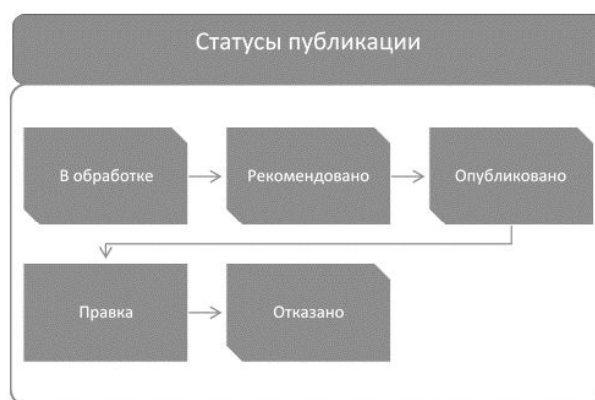 Статусы публикации
В обработке
Рекомендовано
Опубликовано
Правка
Отказано